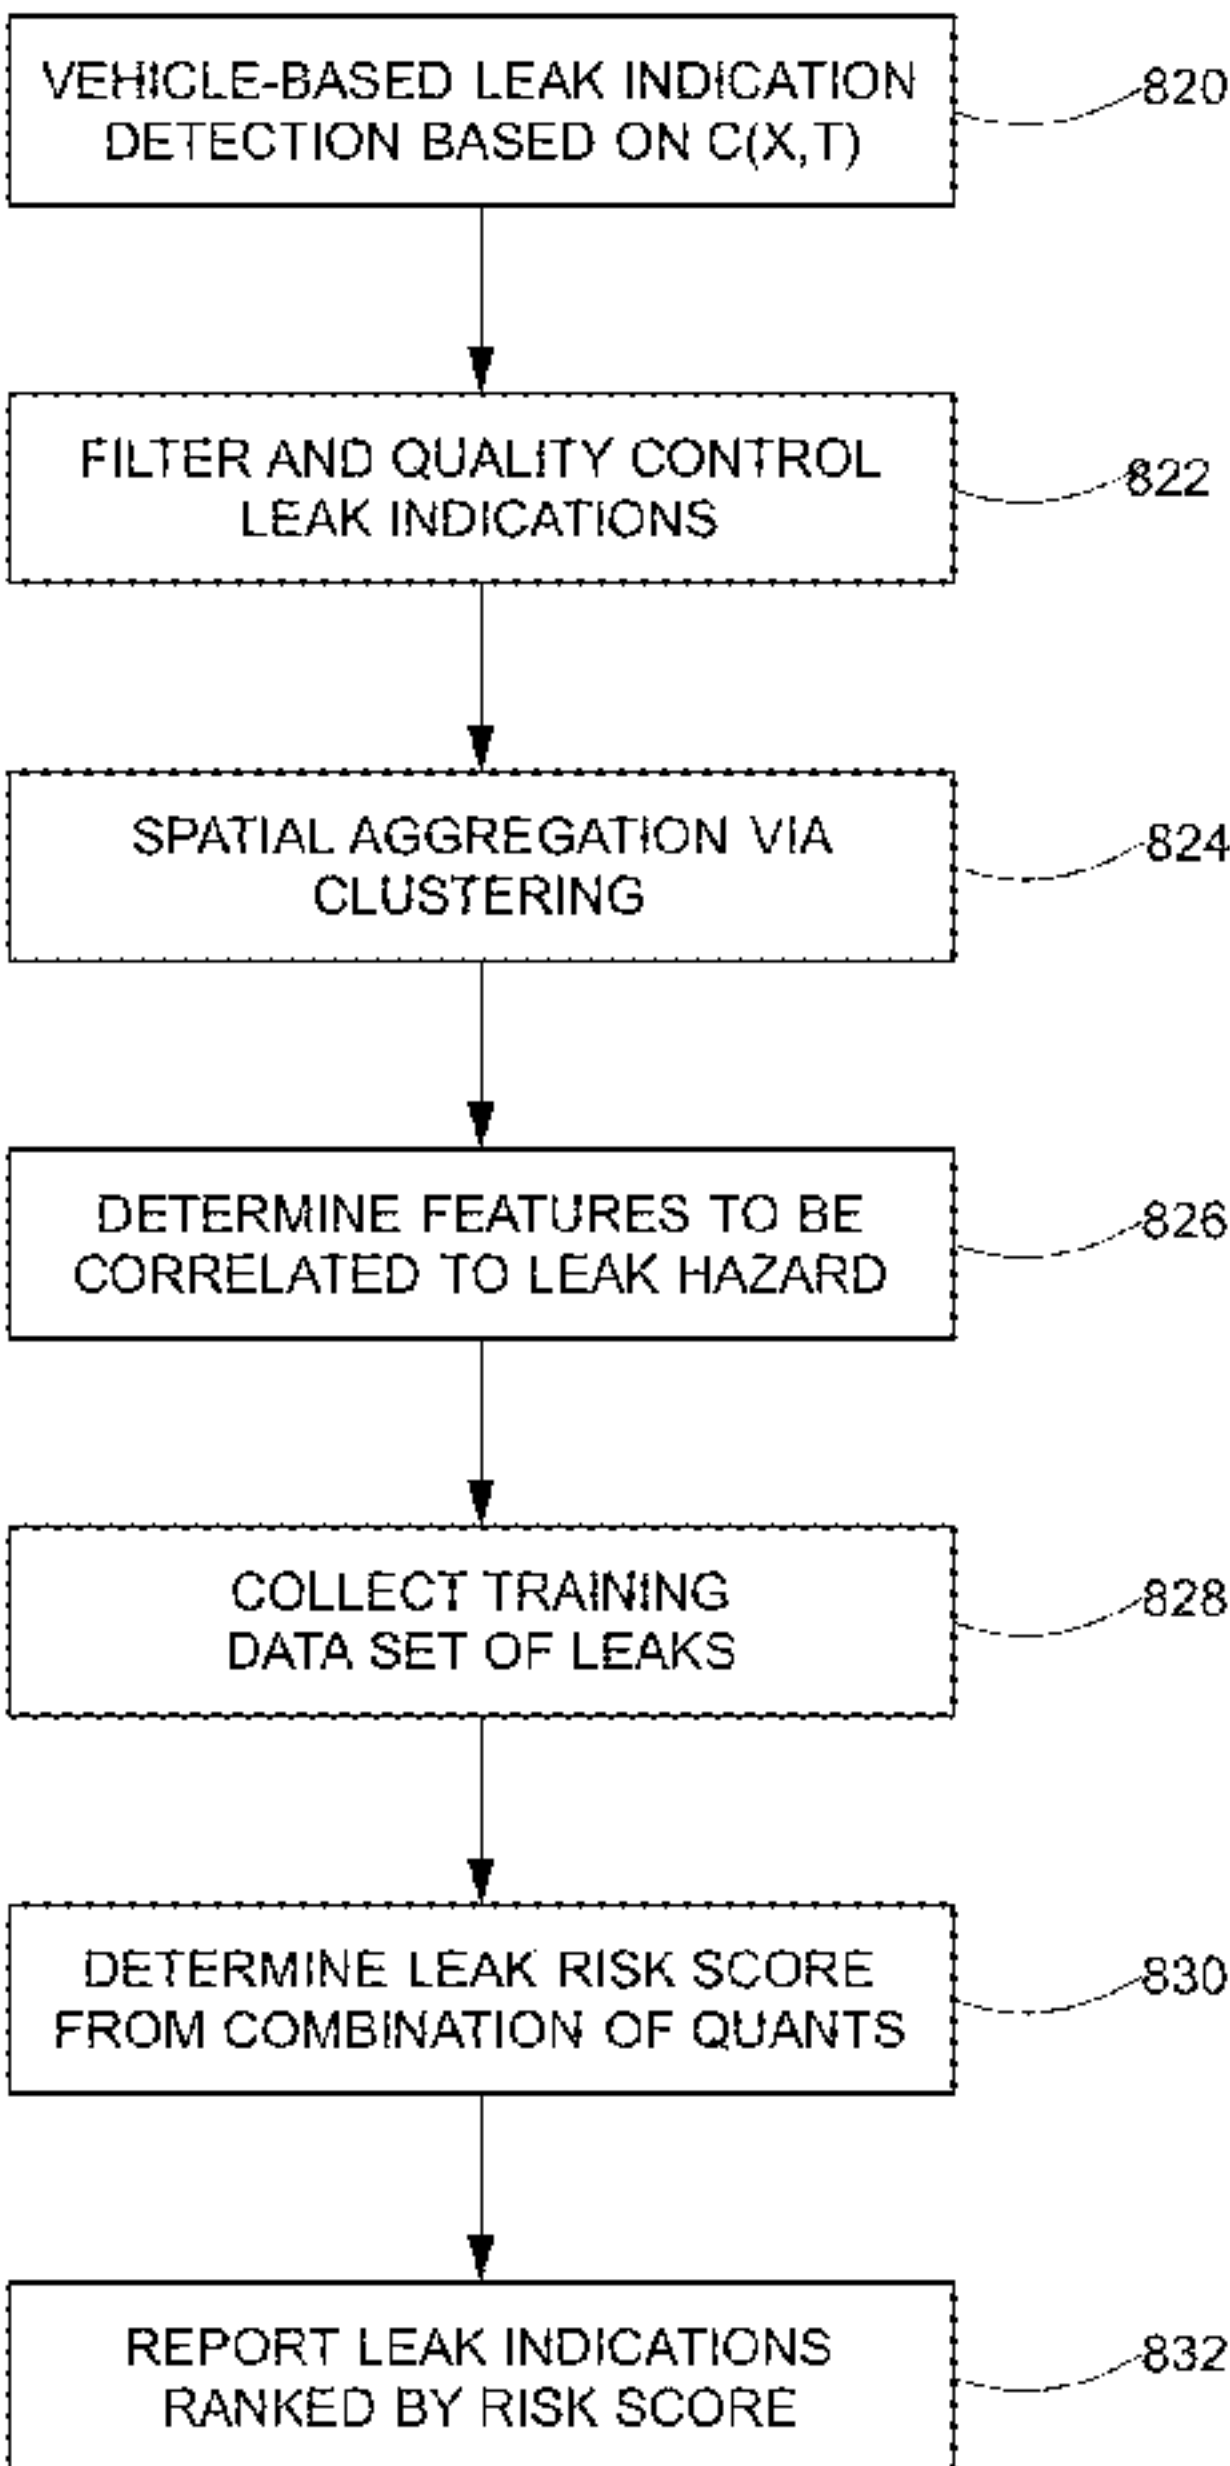 VEHICLE-BASED LEAK INDICATION
DETECTION BASED ON C(X,T)
820
FILTER AND QUALITY CONTROL
LEAK INDICATIONS
822
SPATIAL AGGREGATION VIA
CLUSTERING
824
DETERMINE FEATURES TO BE
CORRELATED TO LEAK HAZARD
826
COLLECT TRAINING
DATA SET OF LEAKS
828
DETERMINE LEAK RISK SCORE
FROM COMBINATION OF QUANTS
830
REPORT LEAK INDICATIONS
RANKED BY RISK SCORE
832